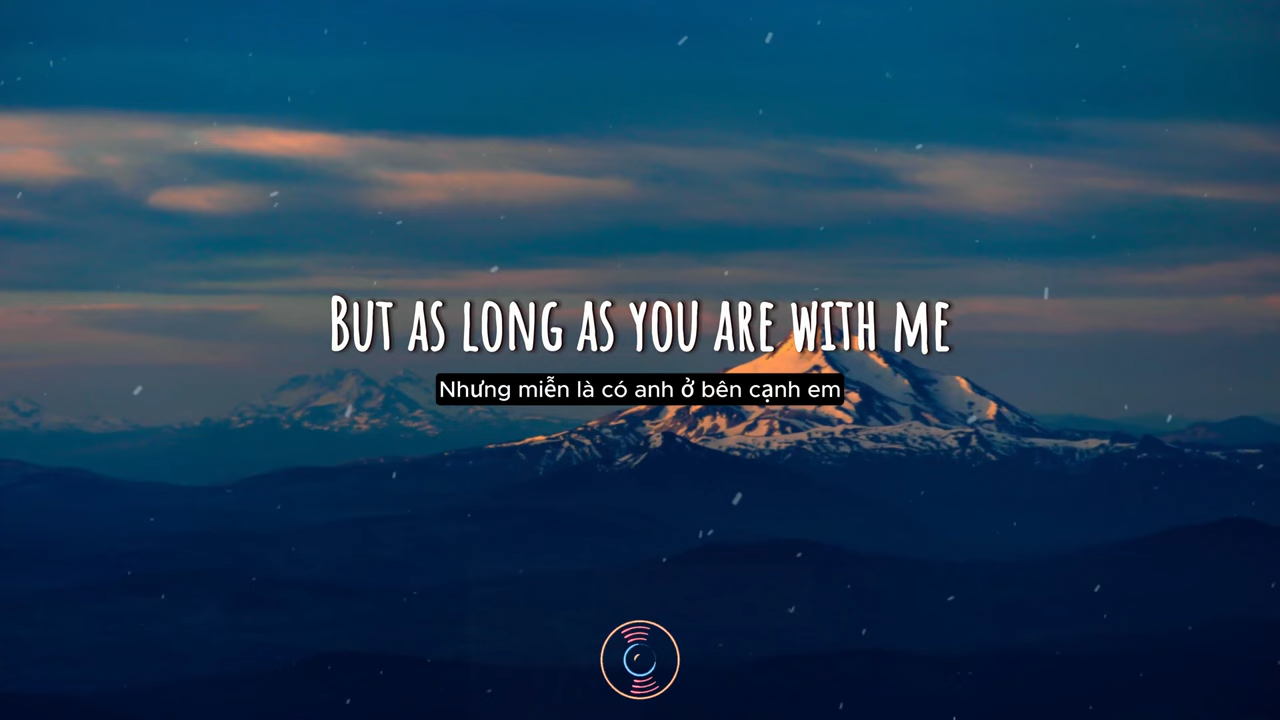 But as long as you are with me
Nhưng miễn là có anh ở bên cạnh em